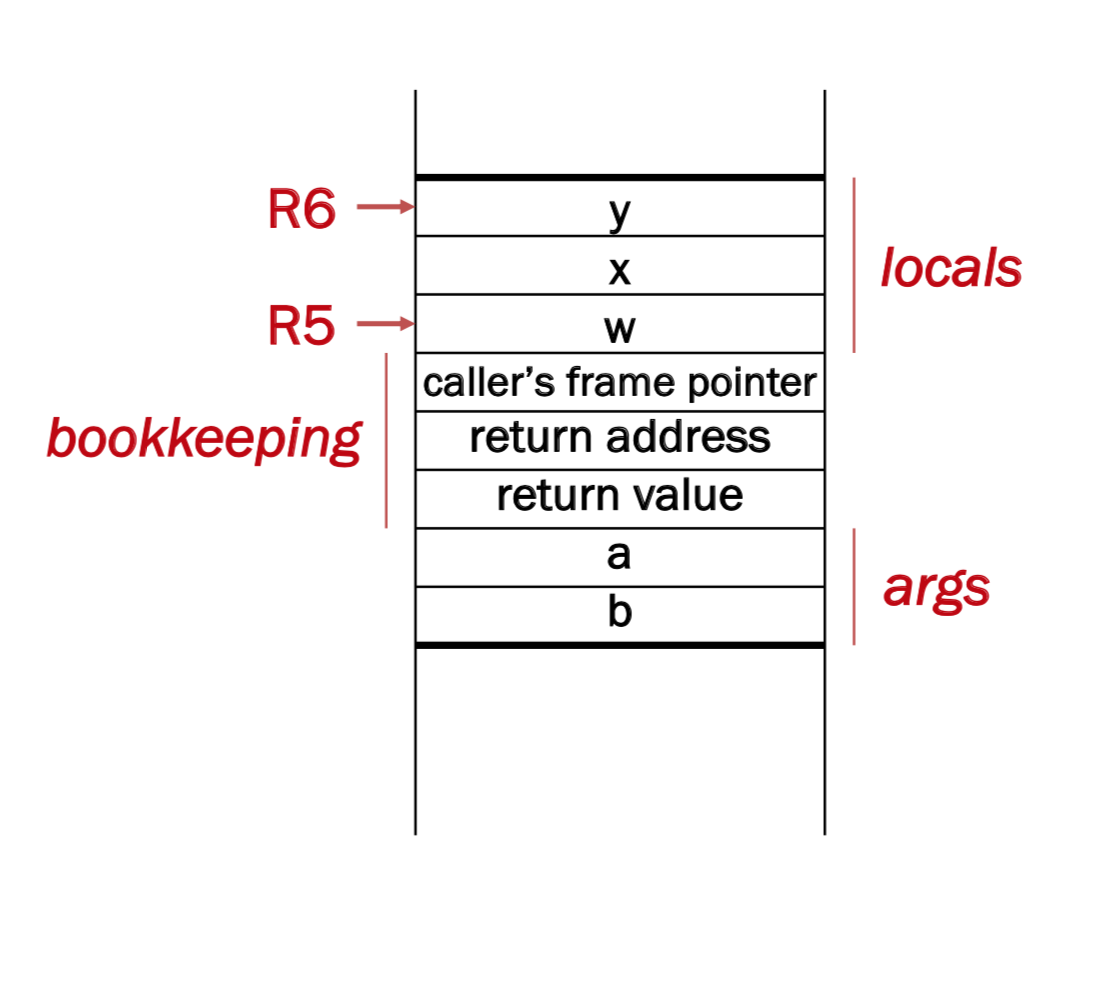 R6
y
x
locals
R5
w
caller's frame pointer
bookkeeping
return address
return value
a
args
b